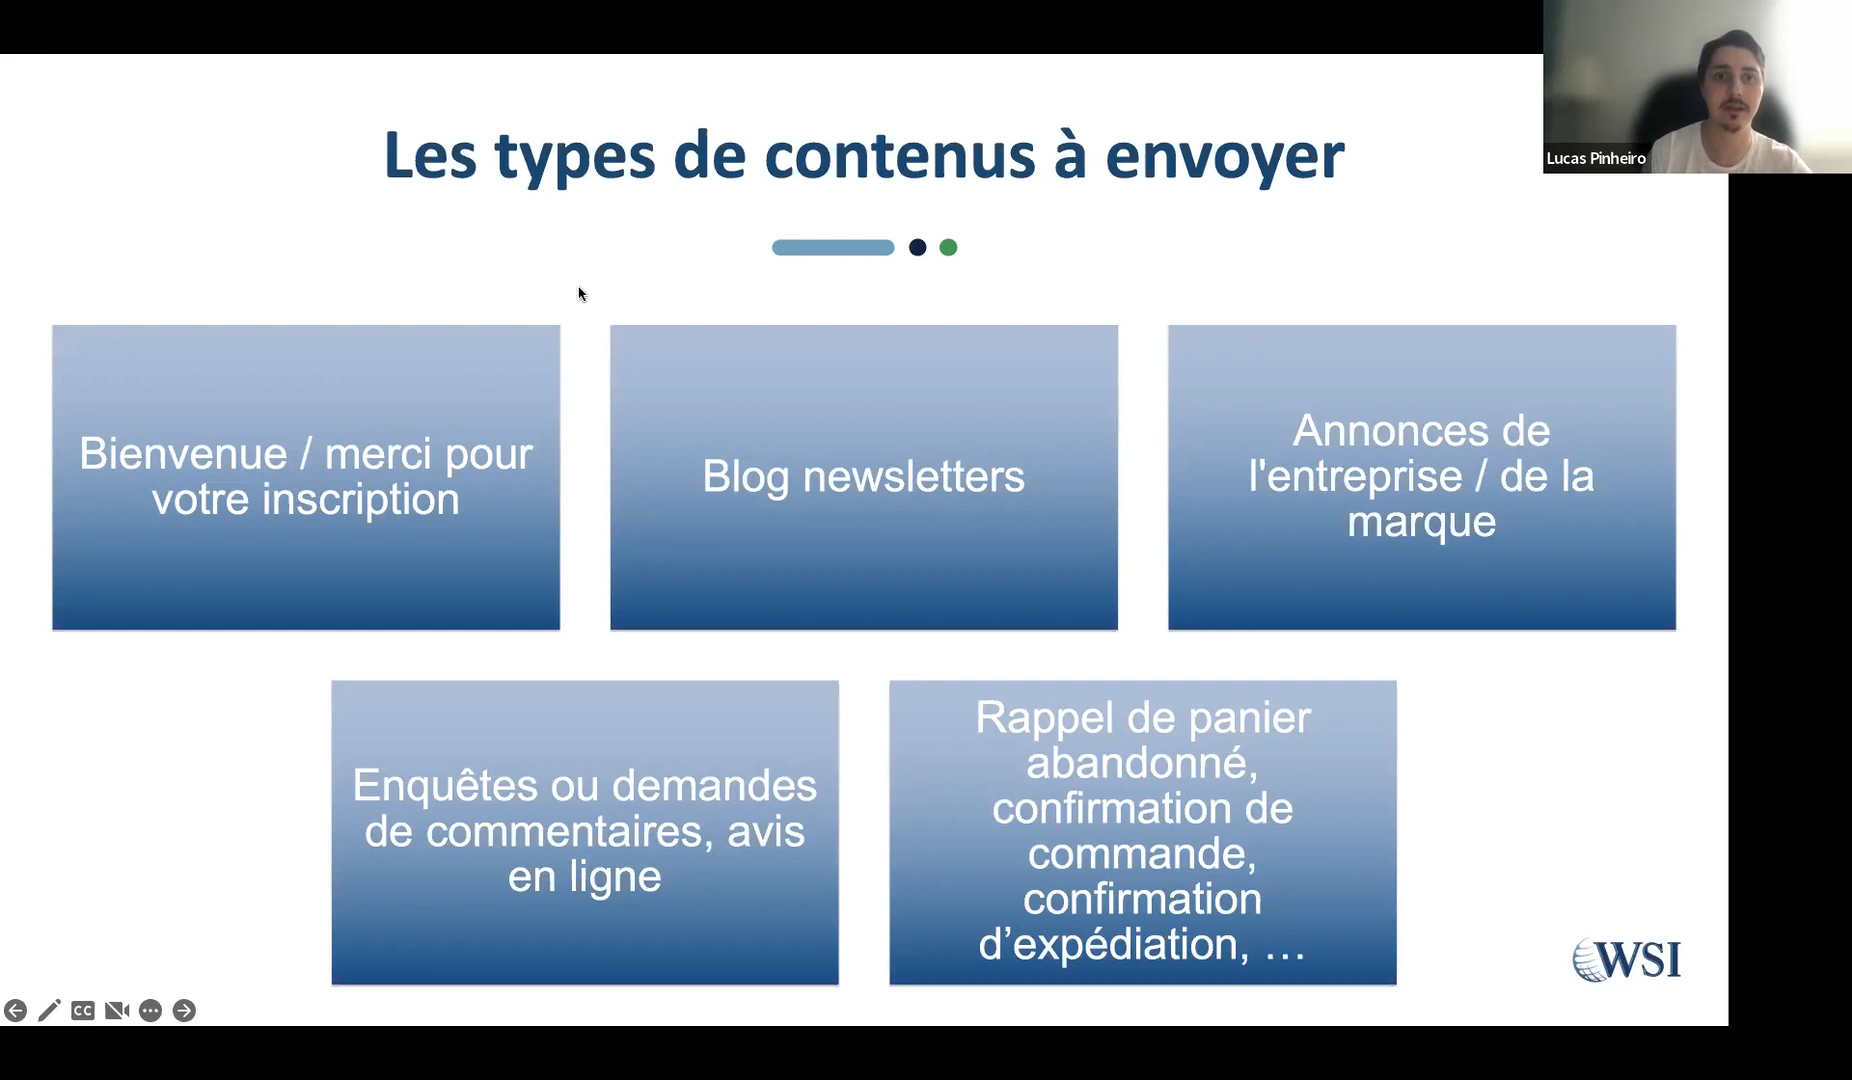 Les types de contenus à envoyer
Lucas Pinheiro
Bienvenue / merci pour
votre inscription
Blog newsletters
Annonces de
l'entreprise / de la
marque
Enquêtes ou demandes
de commentaires, avis
en ligne
Rappel de panier
abandonné,
confirmation de
commande,
confirmation
d’expédiation, …
WSI
CC